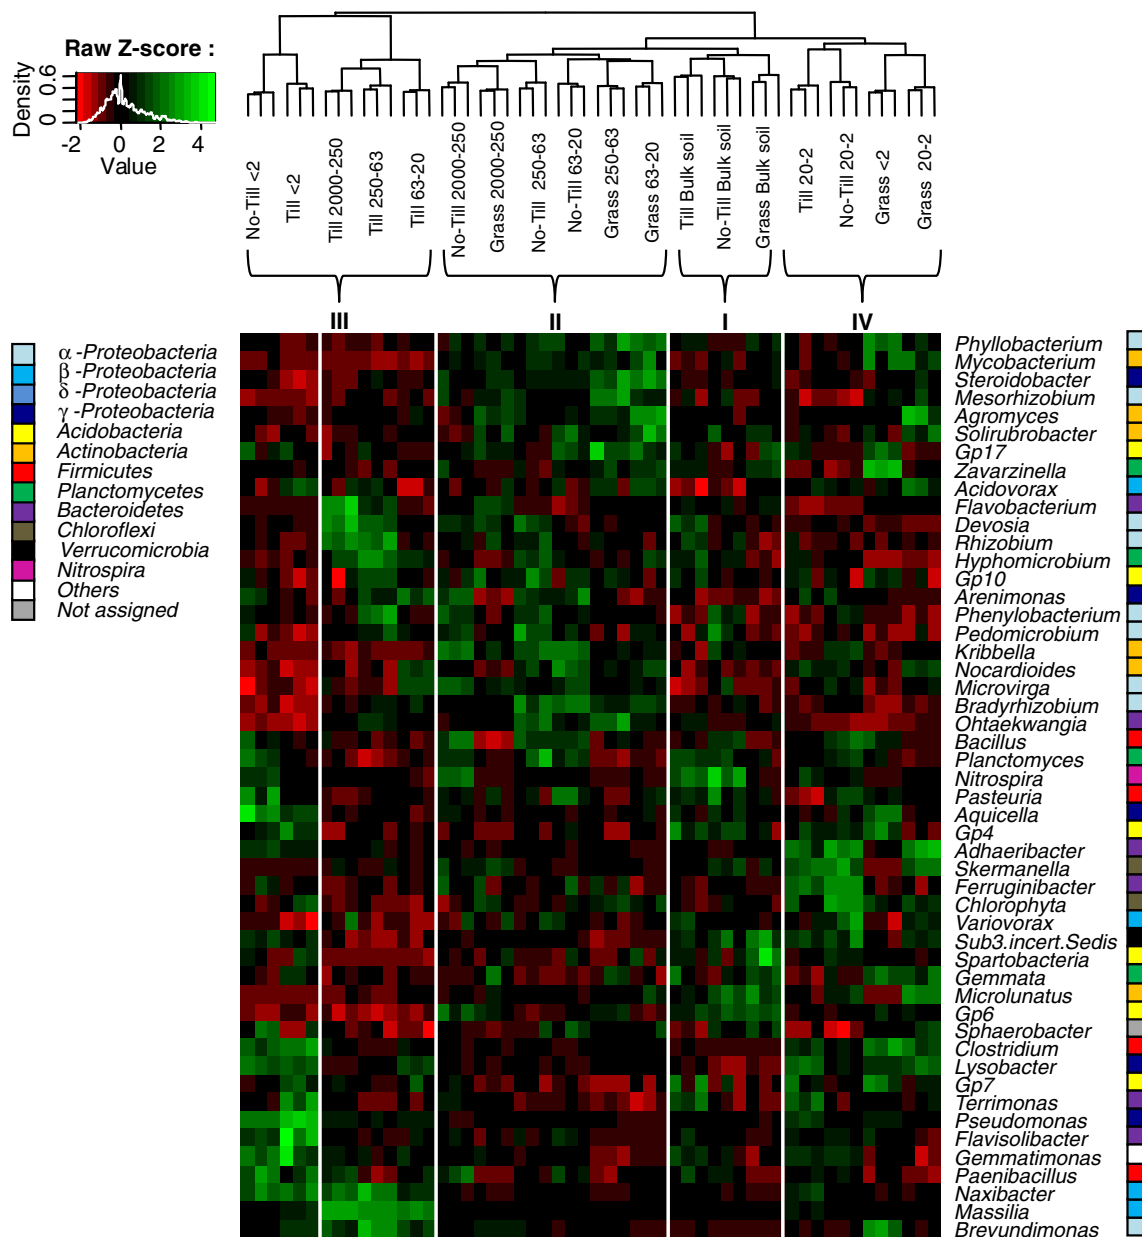 Raw Z-score :
Density
0.6
0
-2
0
2
4
Value
No-Till <2
Till <2
Till 2000-250
Till 250-63
Till 63-20
No-Till 2000-250
Grass 2000-250
No-Till 250-63
No-Till 63-20
Grass 250-63
Grass 63-20
Till Bulk soil
No-Till Bulk soil
Grass Bulk soil
Till 20-2
No-Till 20-2
Grass <2
Grass 20-2
III
II
I
IV
α -Proteobacteria
β -Proteobacteria
δ -Proteobacteria
γ -Proteobacteria
Acidobacteria
Actinobacteria
Firmicutes
Planctomycetes
Bacteroidetes
Chloroflexi
Verrucomicrobia
Nitrospira
Others
Not assigned
Phyllobacterium
Mycobacterium
Steroidobacter
Mesorhizobium
Agromyces
Solirubrobacter
Gp17
Zavarzinella
Acidovorax
Flavobacterium
Devosia
Rhizobium
Hyphomicrobium
Gp10
Arenimonas
Phenylobacterium
Pedomicrobium
Kribbella
Nocardioides
Microvirga
Bradyrhizobium
Ohtaekwangia
Bacillus
Planctomyces
Nitrospira
Pasteuria
Aquicella
Gp4
Adhaeribacter
Skermanella
Ferruginibacter
Chlorophyta
Variovorax
Sub3.incert.Sedis
Spartobacteria
Gemmata
Microlunatus
Gp6
Sphaerobacter
Clostridium
Lysobacter
Gp7
Terrimonas
Pseudomonas
Flavisolibacter
Gemmatimonas
Paenibacillus
Naxibacter
Massilia
Brevundimonas